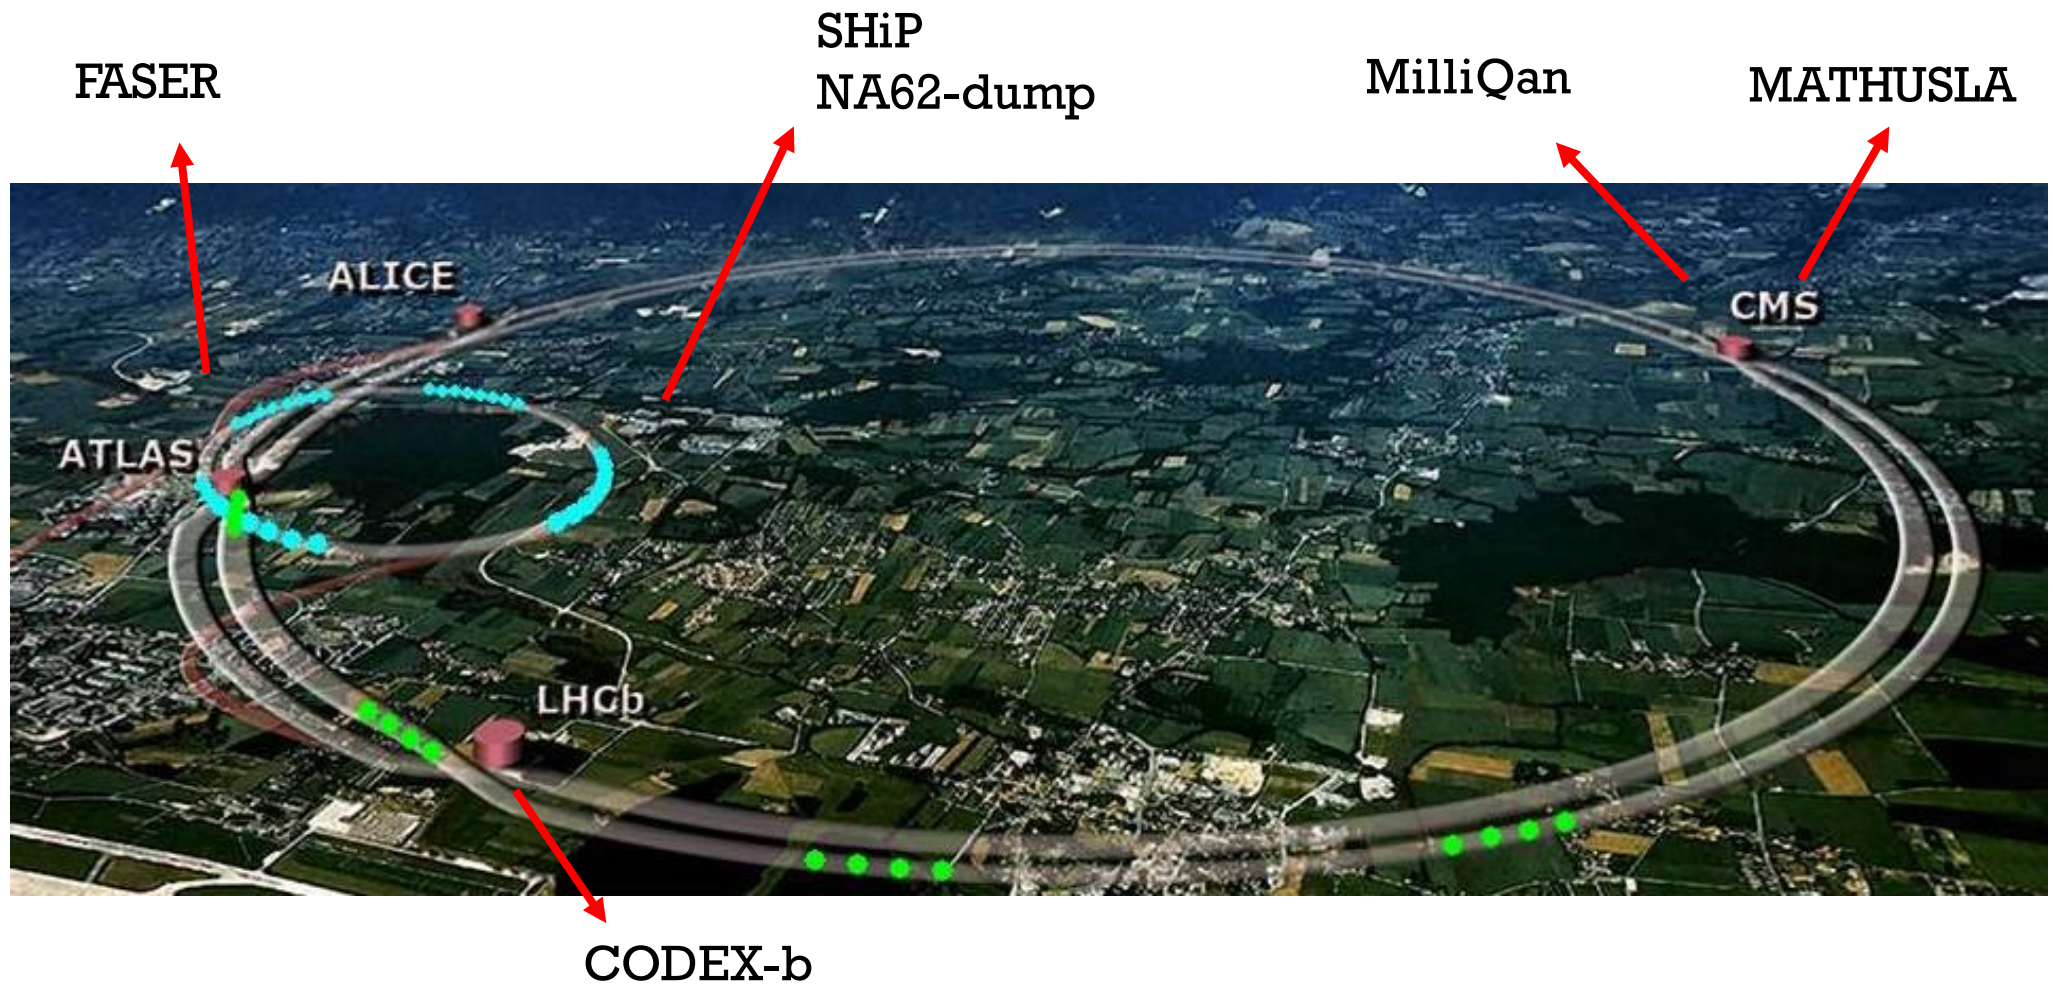 SHiP
FASER
NA62-dump
MilliQan
MATHUSLA
ALICE
CMS
ATLAS
LHCb
CODEX-b